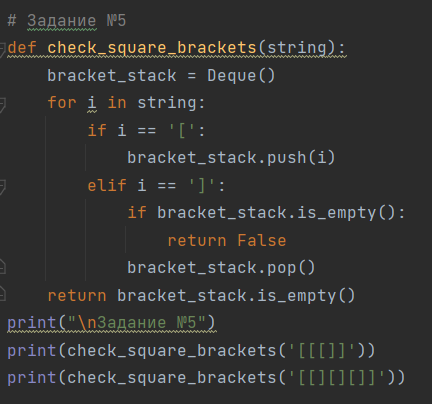 # Задание №5
def check_square_brackets(string):
    bracket_stack = Deque()
    for i in string:
        if i == '[':
            bracket_stack.push(i)
        elif i == ']':
            if bracket_stack.is_empty():
                return False
            bracket_stack.pop()
    return bracket_stack.is_empty()
print("\nЗадание №5")
print(check_square_brackets('[[[]]'))
print(check_square_brackets('[[][][]]'))